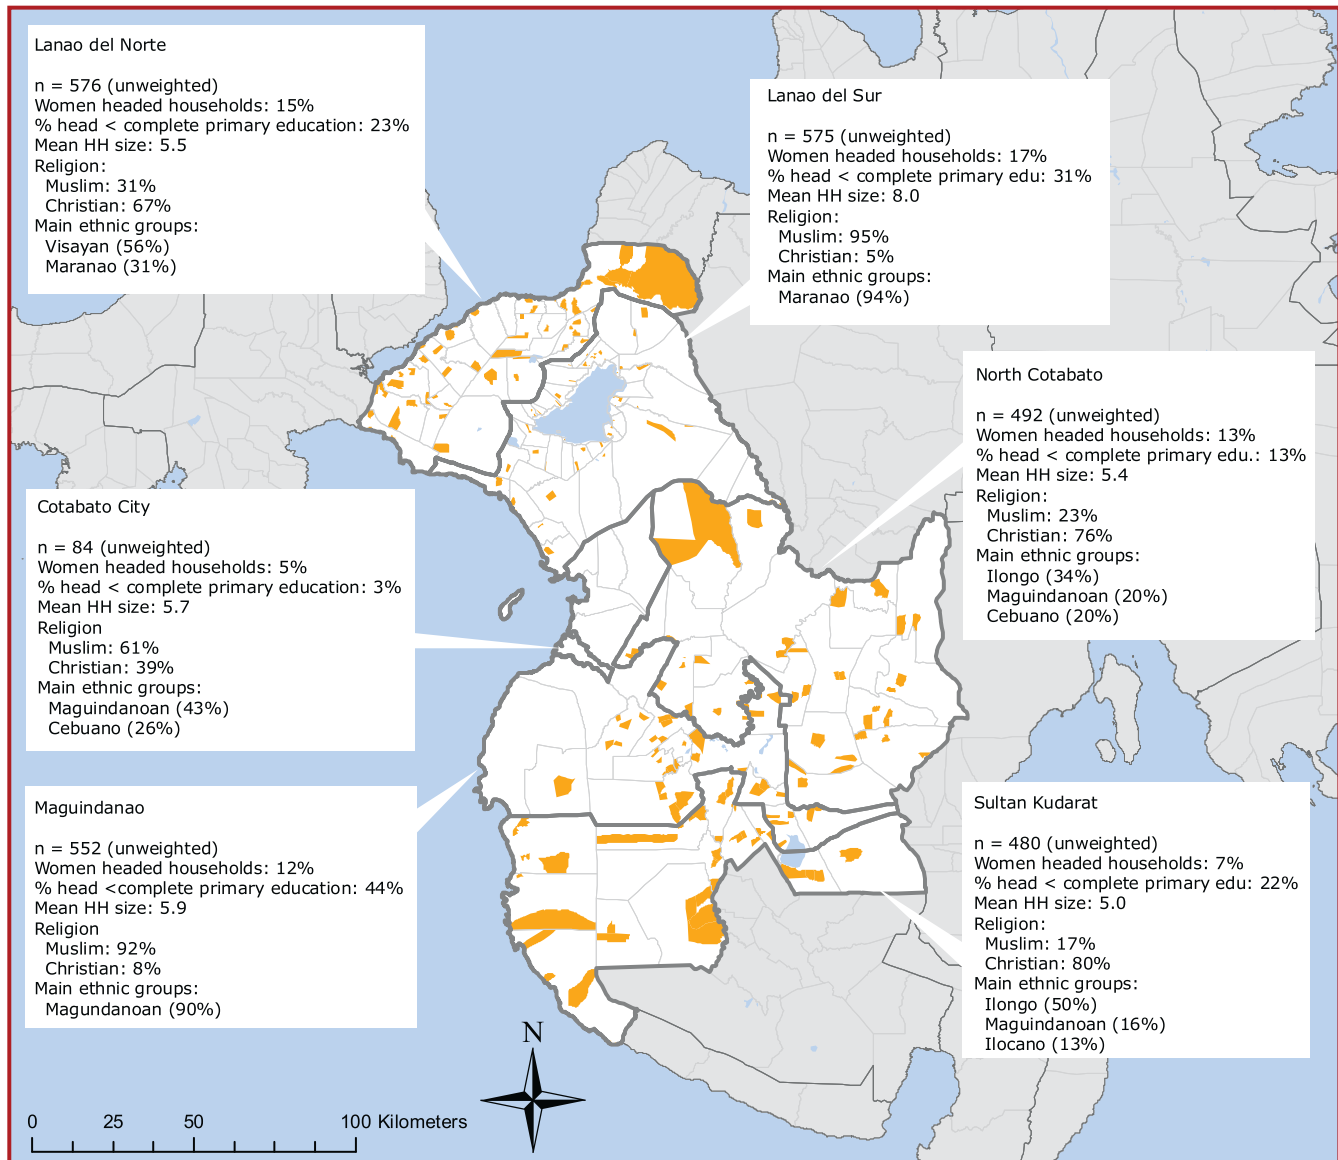 Lanao del Norte
n = 576 (unweighted)
Women headed households: 15%
% head < complete primary education: 23%
Mean HH size: 5.5
Religion:
Muslim: 31%
Christian: 67%
Main ethnic groups:
Visayan (56%)
Maranao (31%)
Lanao del Sur
n = 575 (unweighted)
Women headed households: 17%
% head < complete primary edu: 31%
Mean HH size: 8.0
Religion:
Muslim: 95%
Christian: 5%
Main ethnic groups:
Maranao (94%)
North Cotabato
n = 492 (unweighted)
Women headed households: 13%
% head < complete primary edu.: 13%
Mean HH size: 5.4
Religion:
Muslim: 23%
Christian: 76%
Main ethnic groups:
Ilongo (34%)
Maguindanoan (20%)
Cebuano (20%)
Cotabato City
n = 84 (unweighted)
Women headed households: 5%
% head < complete primary education: 3%
Mean HH size: 5.7
Religion
Muslim: 61%
Christian: 39%
Main ethnic groups:
Maguindanoan (43%)
Cebuano (26%)
Maguindanao
n = 552 (unweighted)
Women headed households: 12%
% head <complete primary education: 44%
Mean HH size: 5.9
Religion
Muslim: 92%
Christian: 8%
Main ethnic groups:
Magundanoan (90%)
Sultan Kudarat
n = 480 (unweighted)
Women headed households: 7%
% head < complete primary edu: 22%
Mean HH size: 5.0
Religion:
Muslim: 17%
Christian: 80%
Main ethnic groups:
Ilongo (50%)
Maguindanoan (16%)
Ilocano (13%)
N
0 25 50 100 Kilometers